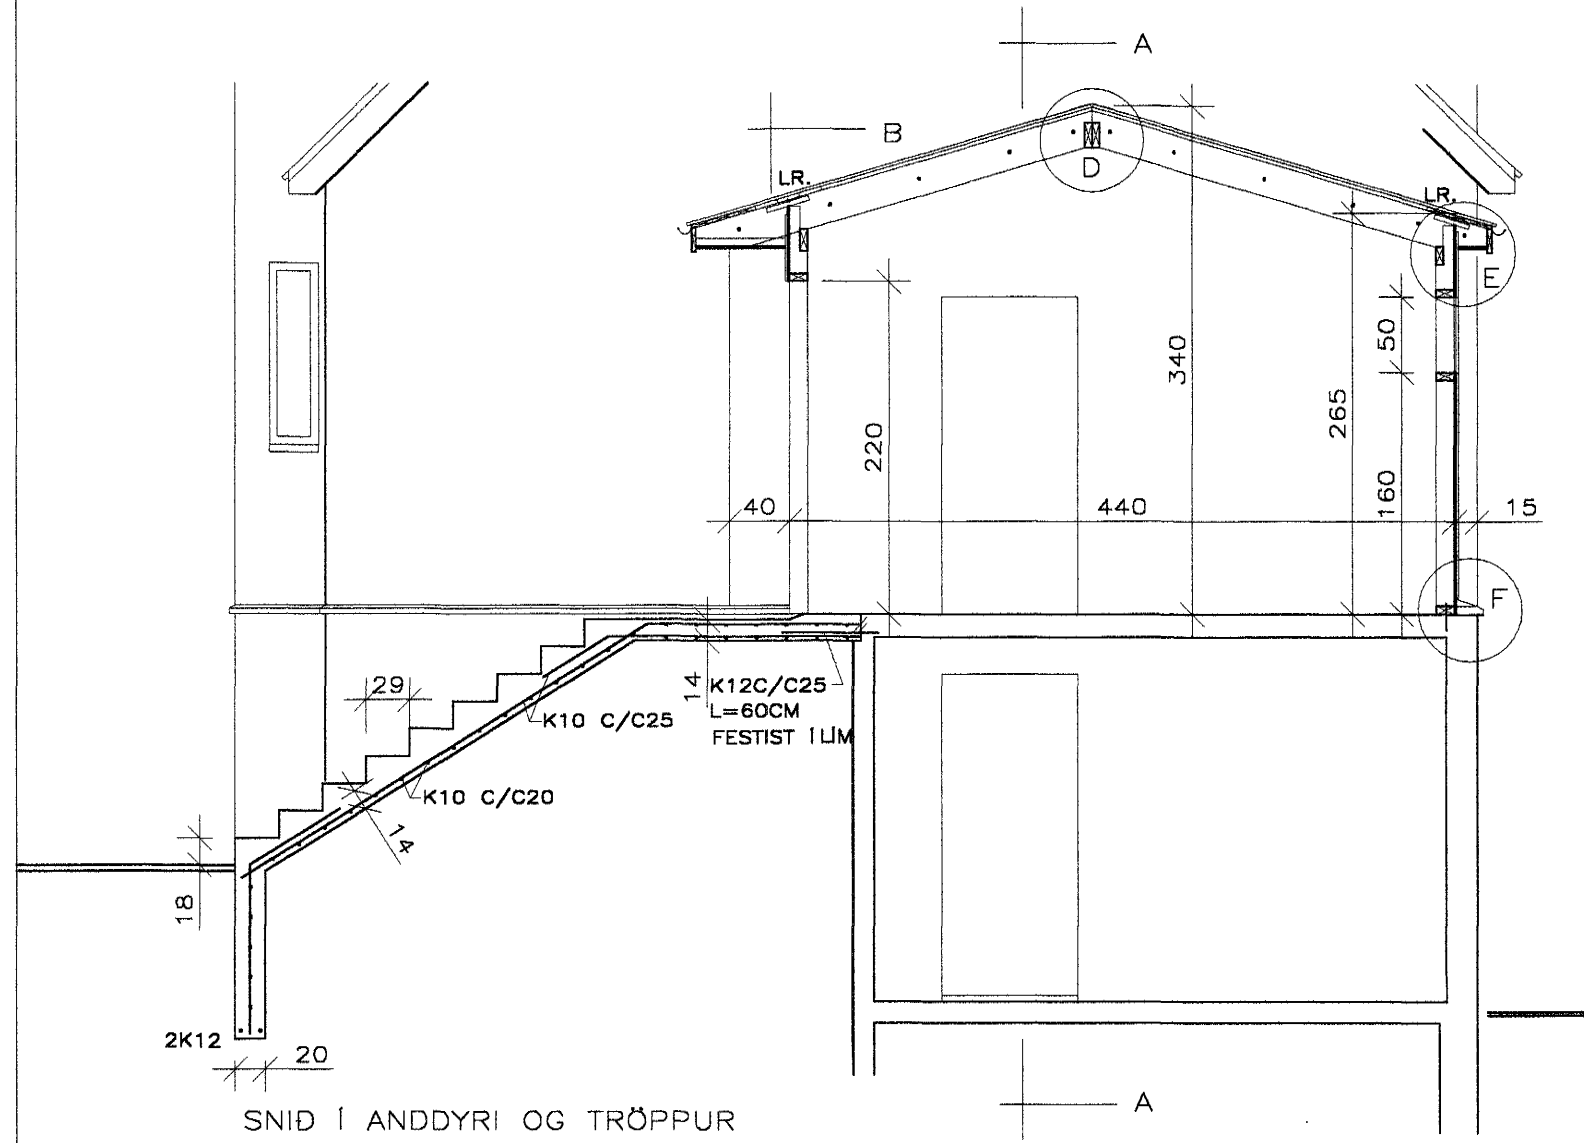 A
B
D
LR.
LR.
E
50
340
265
220
160
40
440
15
F
14
29
K12C/C25
L=60CM
FESTIST Í LÍM
K10 C/C25
K10 C/C20
14
18
2K12
20
A
SNIÐ Í ANDDYRI OG TRÖPPUR